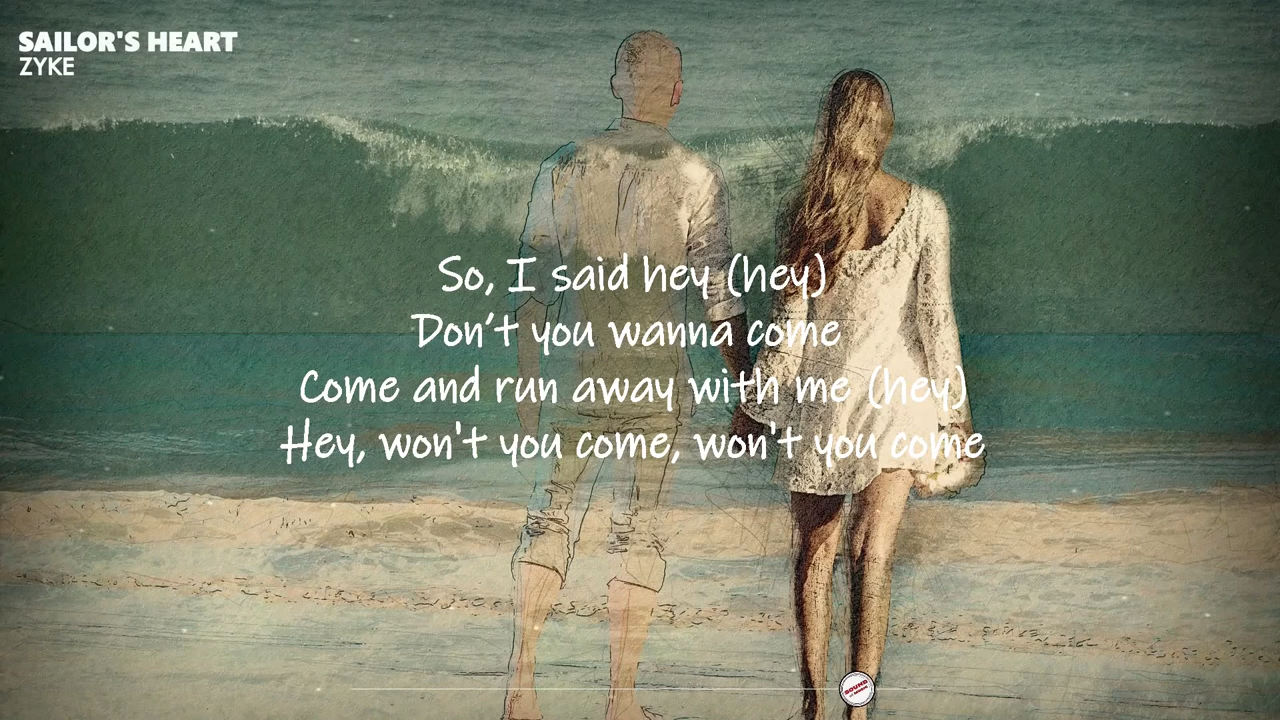 SAILOR'S HEART
ZYKE
So, I said hey (hey)
Don't you wanna come
Come and run away with me (hey)
Hey, won't you come, won't you come
SOUND